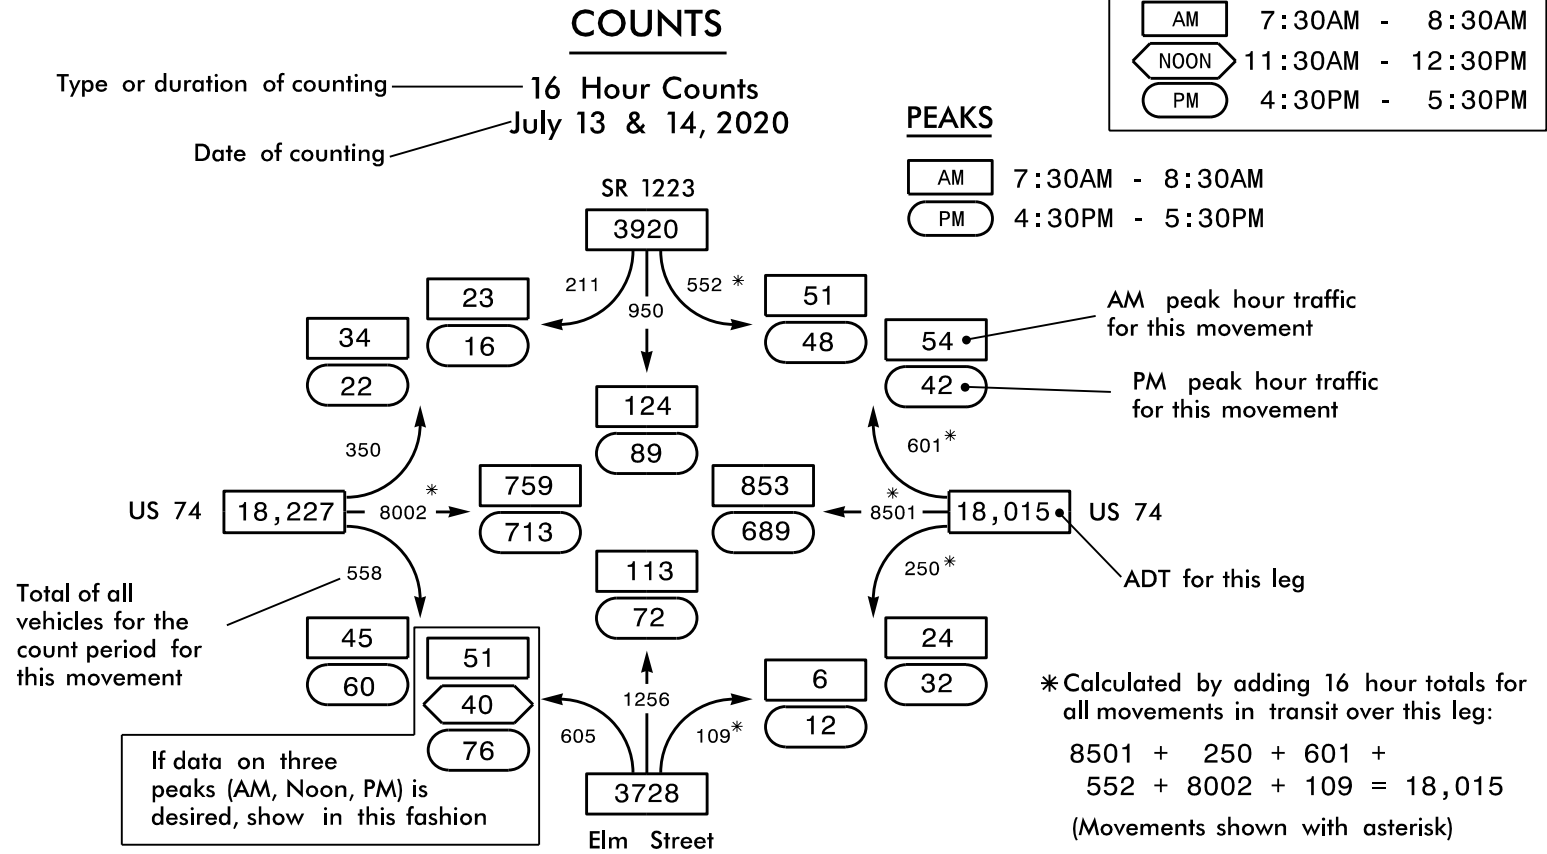 COUNTS
Type or duration of counting
16 Hour Counts
July 13 & 14, 2020
Date of counting
AM 7:30AM - 8:30AM
NOON 11:30AM - 12:30PM
PM 4:30PM - 5:30PM
PEAKS
AM 7:30AM - 8:30AM
PM 4:30PM - 5:30PM
SR 1223
3920
211
950
552 *
23
16
34
22
51
48
54
42
AM peak hour traffic
for this movement
PM peak hour traffic
for this movement
124
89
350
601*
US 74
18,227
8002
*
759
713
853
689
*
8501
18,015
US 74
558
250*
ADT for this leg
113
72
Total of all
vehicles for the
count period for
this movement
45
60
51
40
76
24
32
6
12
605
1256
109*
3728
Elm Street
If data on three
peaks (AM, Noon, PM) is
desired, show in this fashion
*Calculated by adding 16 hour totals for
all movements in transit over this leg:
8501 + 250 + 601 +
552 + 8002 + 109 = 18,015
(Movements shown with asterisk)